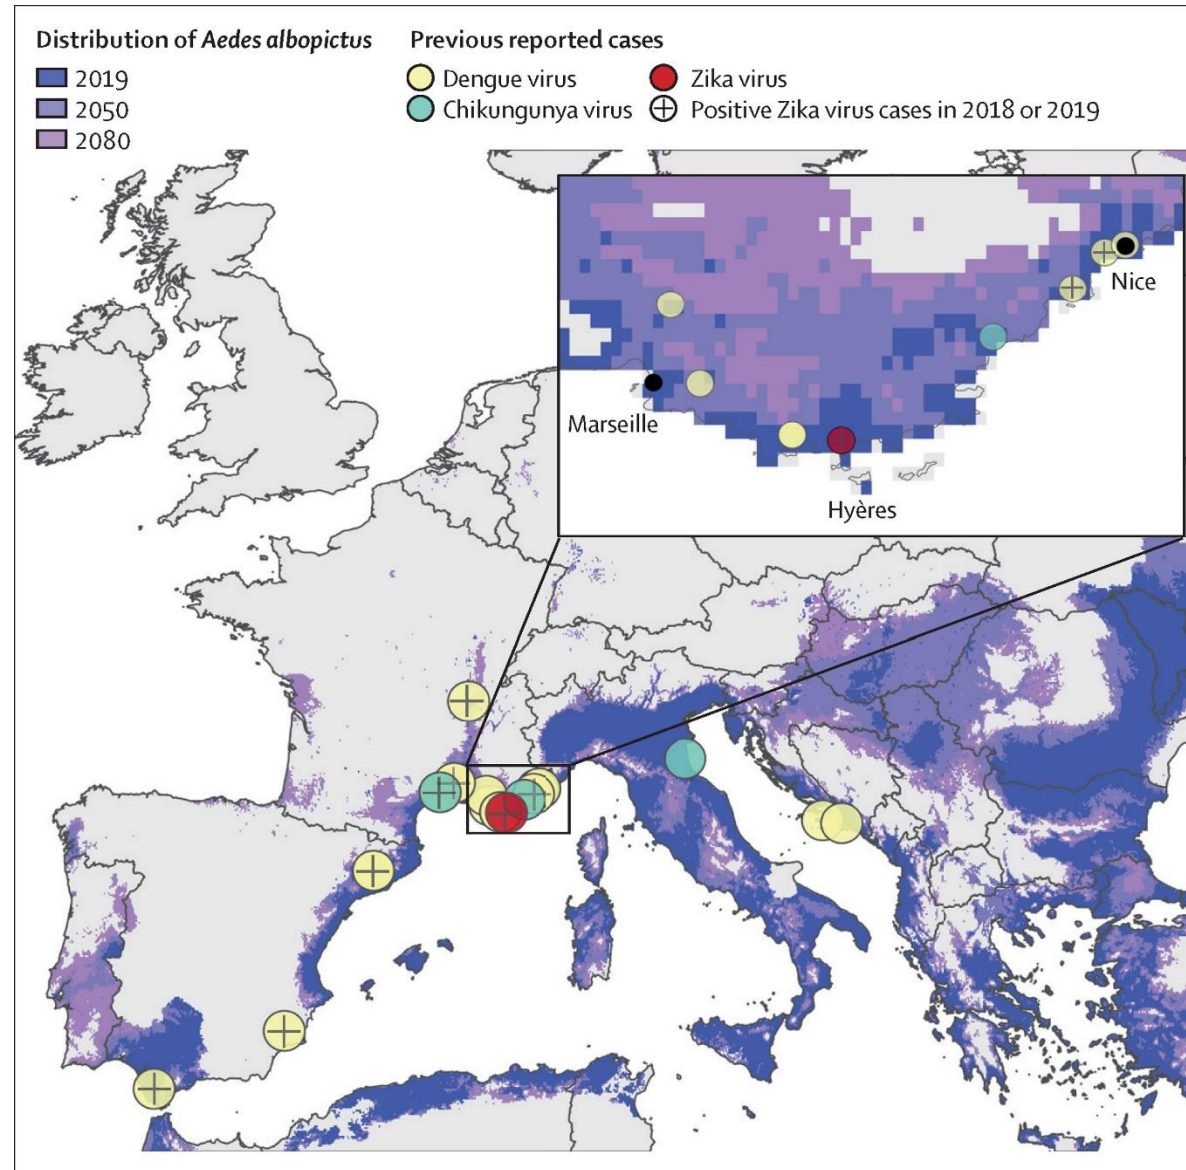 Distribution of Aedes albopictus
2019
2050
2080
Previous reported cases
Dengue virus
Zika virus
Chikungunya virus
Positive Zika virus cases in 2018 or 2019
Nice
Marseille
Hyères